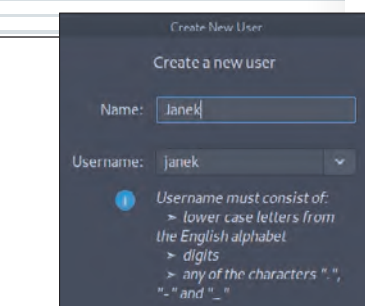 Create New User
Create a new user
Name: Janek
Username: janek
Username must consist of:
➢ lower case letters from
the English alphabet
➢ digits
➢ any of the characters ".",
"-" and "_"